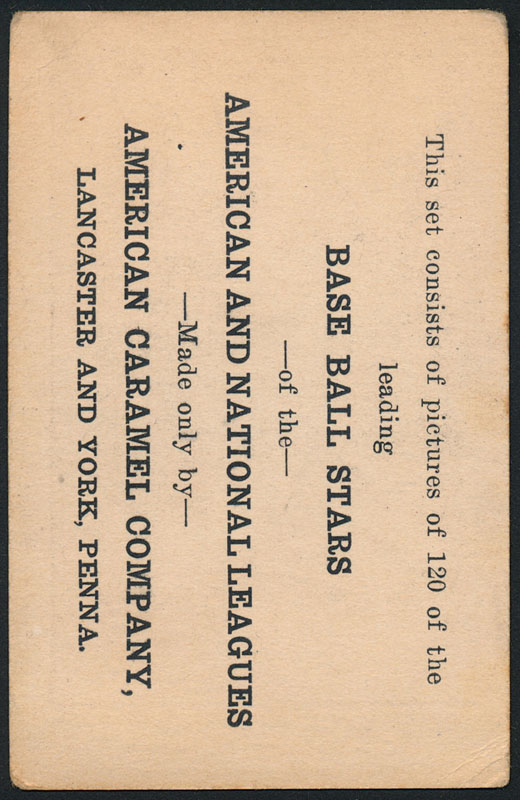 This set consists of pictures of 120 of the
leading
BASE BALL STARS
—of the—
AMERICAN AND NATIONAL LEAGUES
—Made only by—
AMERICAN CARAMEL COMPANY,
LANCASTER AND YORK, PENNA.